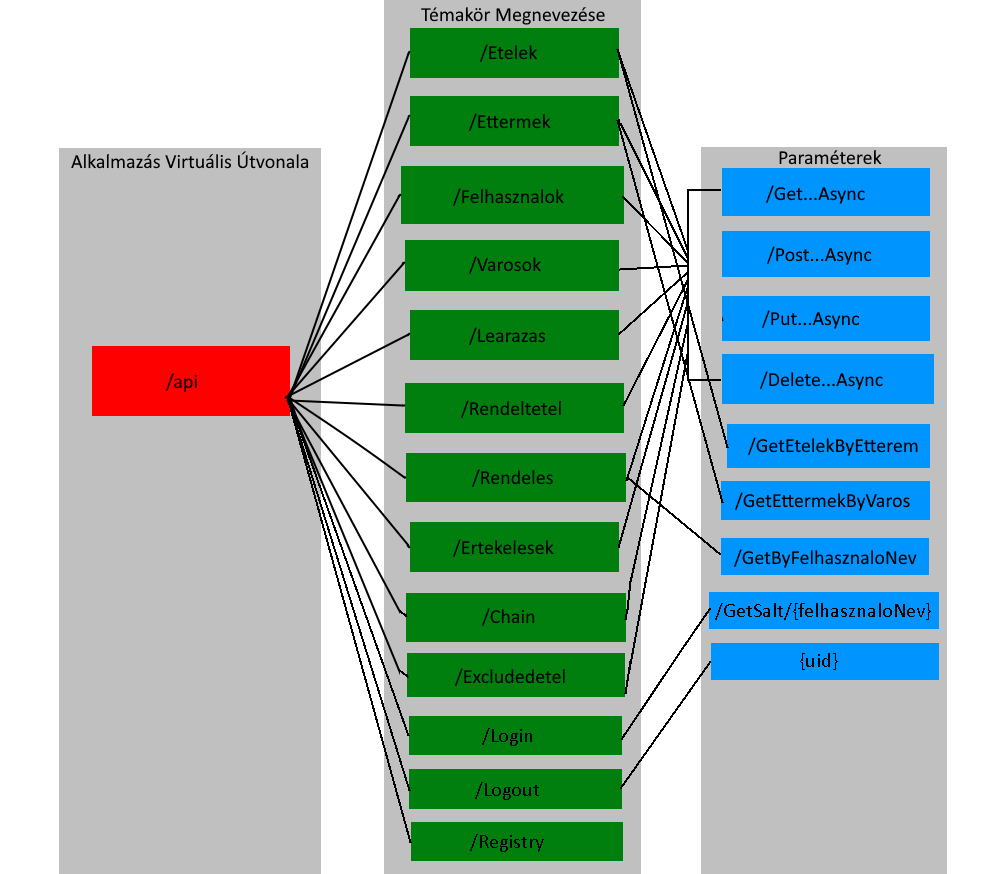 Alkalmazás Virtuális Útvonala
/api
Témakör Megnevezése
/Etelek
/Ettermek
/Felhasznalok
/Varosok
/Learazas
/Rendeltetel
/Rendeles
/Ertekelesek
/Chain
/Excludedetel
/Login
/Logout
/Registry
Paraméterek
/Get...Async
/Post...Async
/Put...Async
/Delete...Async
/GetEtelekByEtterem
/GetEttermekByVaros
/GetByFelhasznaloNev
/GetSalt/{felhasznaloNev}
{uid}